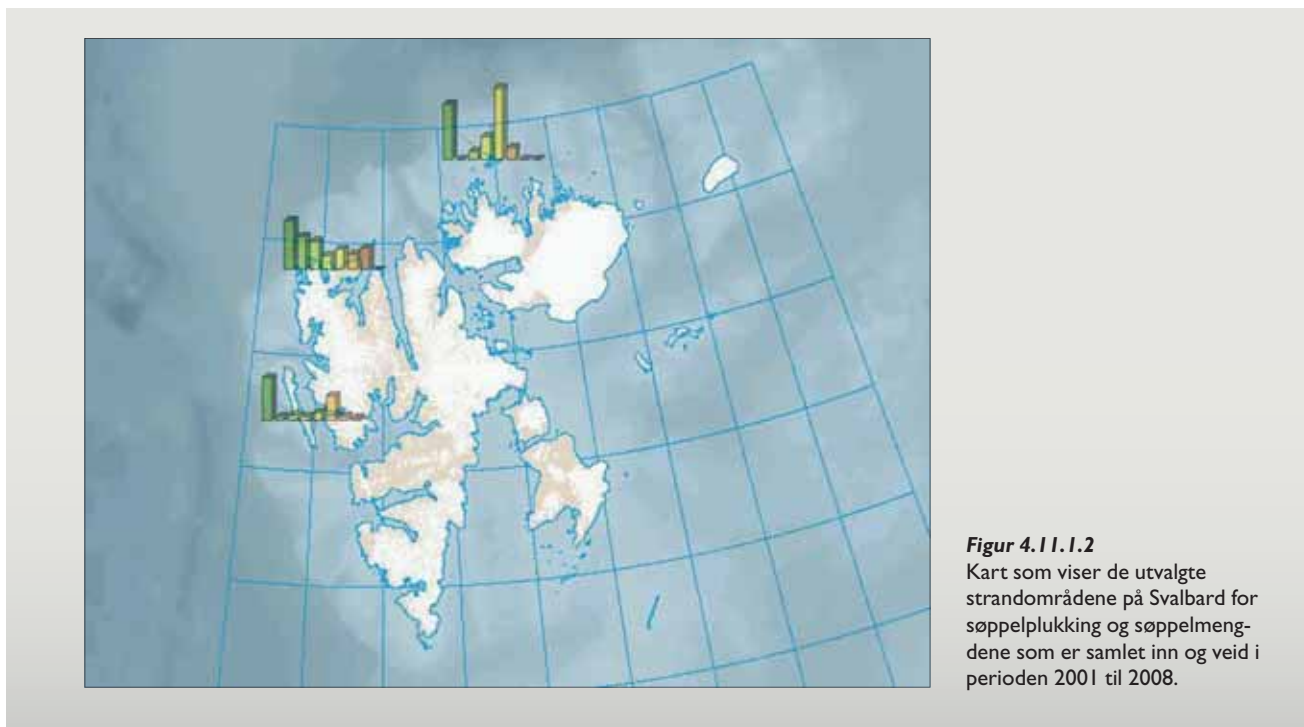 Figur 4.11.1.2
Kart som viser de utvalgte
strandområdene på Svalbard for
søppelplukking og søppelmeng-
dene som er samlet inn og veid i
perioden 2001 til 2008.